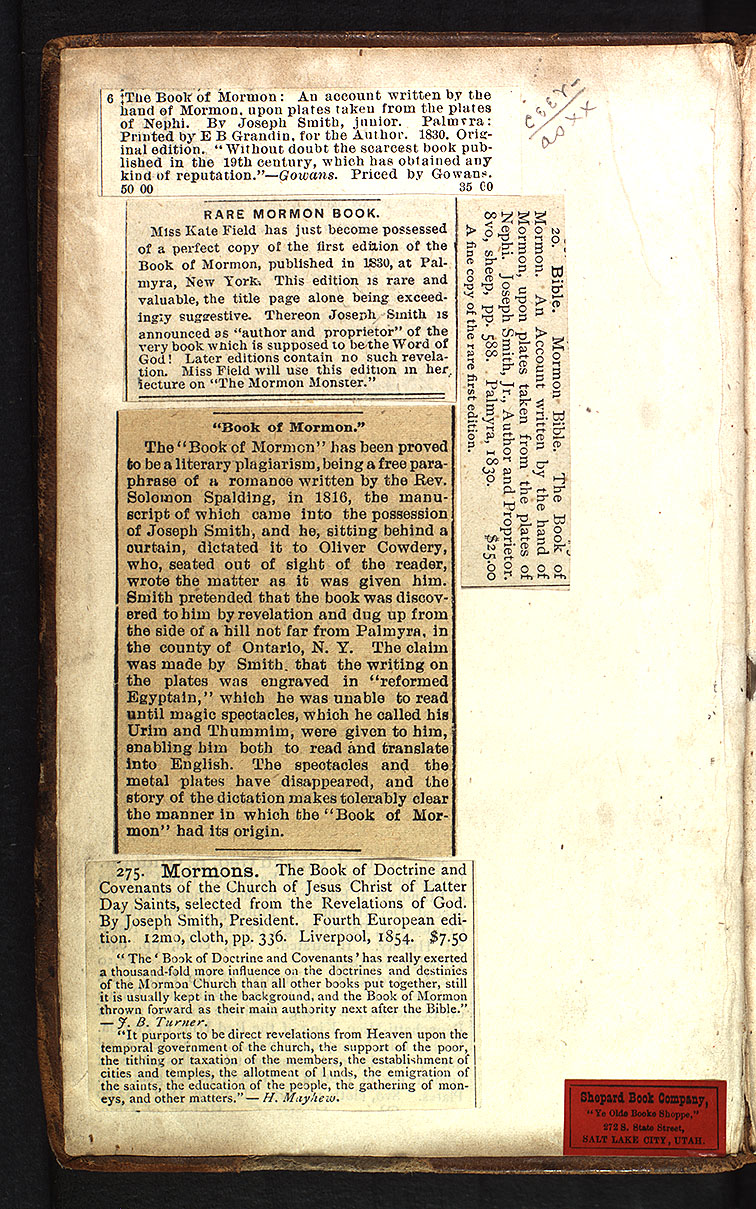 6 The Book of Mormon: An account written by the
hand of Mormon, upon plates taken from the plates
of Nephi. By Joseph Smith, junior. Palmyra:
Printed by E B Grandin, for the Author. 1830. Orig-
inal edition. "Without doubt the scarcest book pub-
lished in the 19th century, which has obtained any
kind of reputation."—Gowans. Priced by Gowans.
50 00 35 00
RARE MORMON BOOK.
Miss Kate Field has just become possessed
of a perfect copy of the first edition of the
Book of Mormon, published in 1830, at Pal-
myra, New York. This edition is rare and
valuable, the title page alone being exceed-
ingly suggestive. Thereon Joseph Smith is
announced as "author and proprietor" of the
very book which is supposed to be the Word of
God! Later editions contain no such revela-
tion. Miss Field will use this edition in her
lecture on "The Mormon Monster."
20. Bible. Mormon Bible. The Book of
Mormon. An Account written by the hand of
Mormon, upon plates taken from the plates of
Nephi. Joseph Smith, Jr., Author and Proprietor.
8vo, sheep, pp. 588. Palmyra, 1830. $25.00
A fine copy of the rare first edition.
"Book of Mormon."
The "Book of Mormon" has been proved
to be a literary plagiarism, being a free para-
phrase of a romance written by the Rev.
Solomon Spalding, in 1816, the manu-
script of which came into the possession
of Joseph Smith, and he, sitting behind a
curtain, dictated it to Oliver Cowdery,
who, seated out of sight of the reader,
wrote the matter as it was given him.
Smith pretended that the book was discov-
ered to him by revelation and dug up from
the side of a hill not far from Palmyra, in
the county of Ontario, N. Y. The claim
was made by Smith that the writing on
the plates was engraved in "reformed
Egyptain," which he was unable to read
until magic spectacles, which he called his
Urim and Thummim, were given to him,
enabling him both to read and translate
into English. The spectacles and the
metal plates have disappeared, and the
story of the dictation makes tolerably clear
the manner in which the "Book of Mor-
mon" had its origin.
275. Mormons. The Book of Doctrine and
Covenants of the Church of Jesus Christ of Latter
Day Saints, selected from the Revelations of God.
By Joseph Smith, President. Fourth European edi-
tion. 12mo, cloth, pp. 336. Liverpool, 1854. $7.50
"The 'Book of Doctrine and Covenants' has really exerted
a thousand-fold more influence on the doctrines and destinies
of the Mormon Church than all other books put together, still
it is usually kept in the background, and the Book of Mormon
thrown forward as their main authority next after the Bible."
— J. B. Turner.
"It purports to be direct revelations from Heaven upon the
temporal government of the church, the support of the poor,
the tithing or taxation of the members, the establishment of
cities and temples, the allotment of lands, the emigration of
the saints, the education of the people, the gathering of mon-
eys, and other matters."— H. Mayhew.
Shepard Book Company,
"Ye Olde Booke Shoppe,"
272 S. State Street,
SALT LAKE CITY, UTAH.